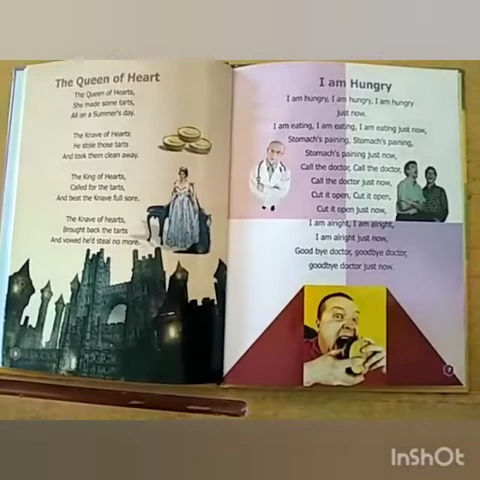 The Queen of Heart
The Queen of Hearts,
She made some tarts,
All on a Summer's day.
The Knave of Hearts
He stole those tarts
And took them clean away.
The King of Hearts,
Called for the tarts,
And beat the Knave full sore.
The Knave of hearts,
Brought back the tarts
And vowed he'd steal no more.
I am Hungry
I am hungry, I am hungry, I am hungry
just now.
I am eating, I am eating, I am eating just now,
Stomach's paining, Stomach's paining,
Stomach's paining just now,
Call the doctor, Call the doctor,
Call the doctor just now,
Cut it open, Cut it open,
Cut it open just now,
I am alright, I am alright,
I am alright just now,
Good bye doctor, goodbye doctor,
goodbye doctor just now.
InShOt